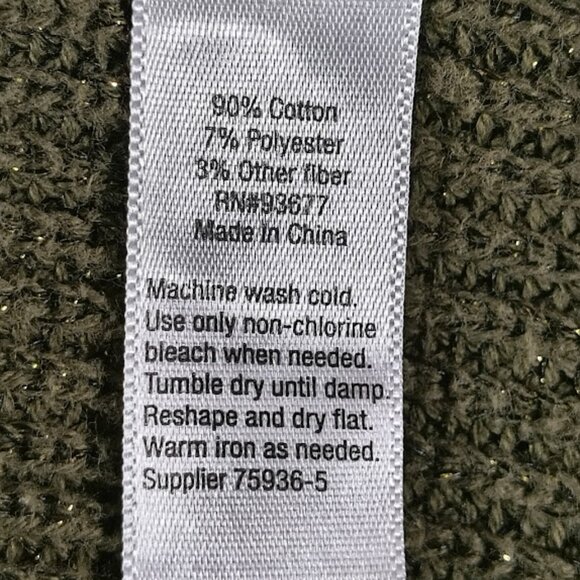 90% Cotton
7% Polyester
3% Other fiber
RN#93677
Made in China
Machine wash cold.
Use only non-chlorine
bleach when needed.
Tumble dry until damp.
Reshape and dry flat.
Warm iron as needed.
Supplier 75936-5